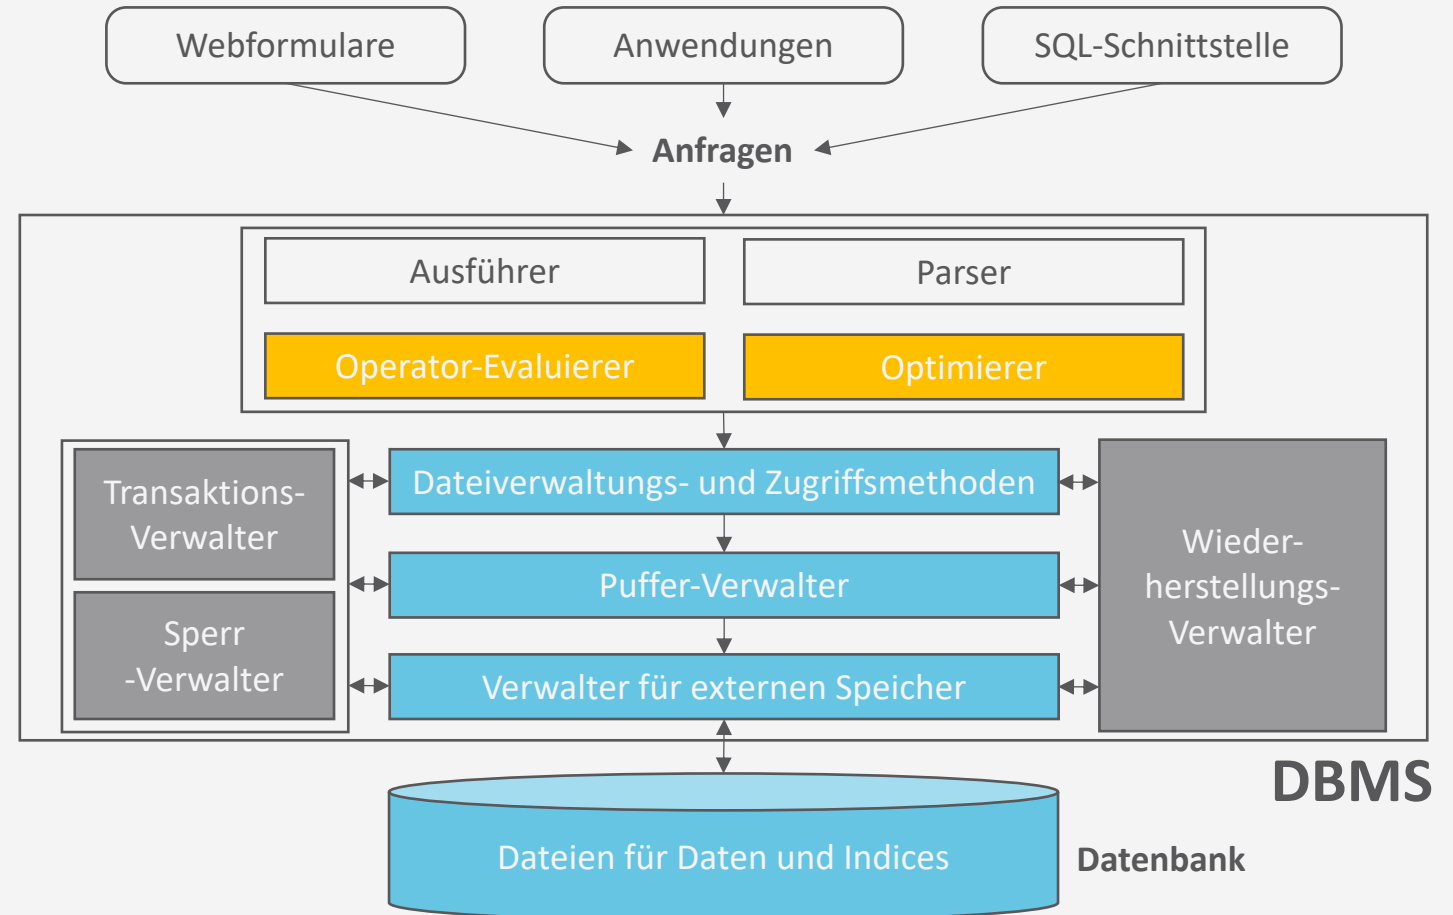 Webformulare
Anwendungen
SQL-Schnittstelle
Anfragen
Ausführer
Parser
Operator-Evaluierer
Optimierer
Transaktions-
Verwalter
Sperr
-Verwalter
Dateiverwaltungs- und Zugriffsmethoden
Puffer-Verwalter
Verwalter für externen Speicher
Wieder-
herstellungs-
Verwalter
DBMS
Dateien für Daten und Indices
Datenbank